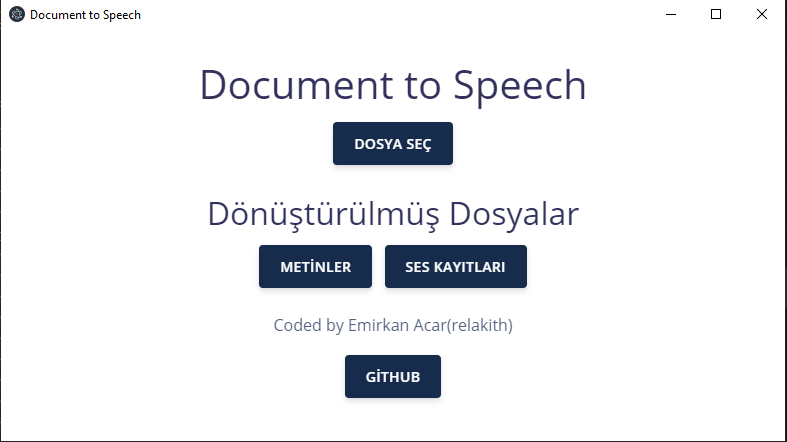 Document to Speech
Document to Speech
DOSYA SEÇ
Dönüştürülmüş Dosyalar
METİNLER SES KAYITLARI
Coded by Emirkan Acar(relakith)
GİTHUB